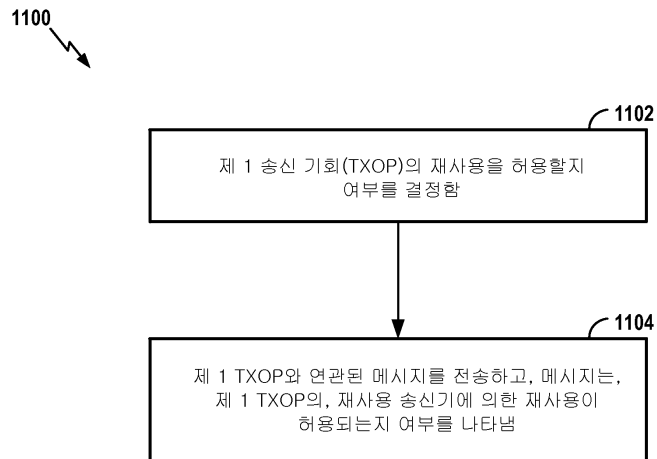 1100
1102
제 1 송신 기회(TXOP)의 재사용을 허용할지
여부를 결정함
1104
제 1 TXOP와 연관된 메시지를 전송하고, 메시지는,
제 1 TXOP의, 재사용 송신기에 의한 재사용이
허용되는지 여부를 나타냄